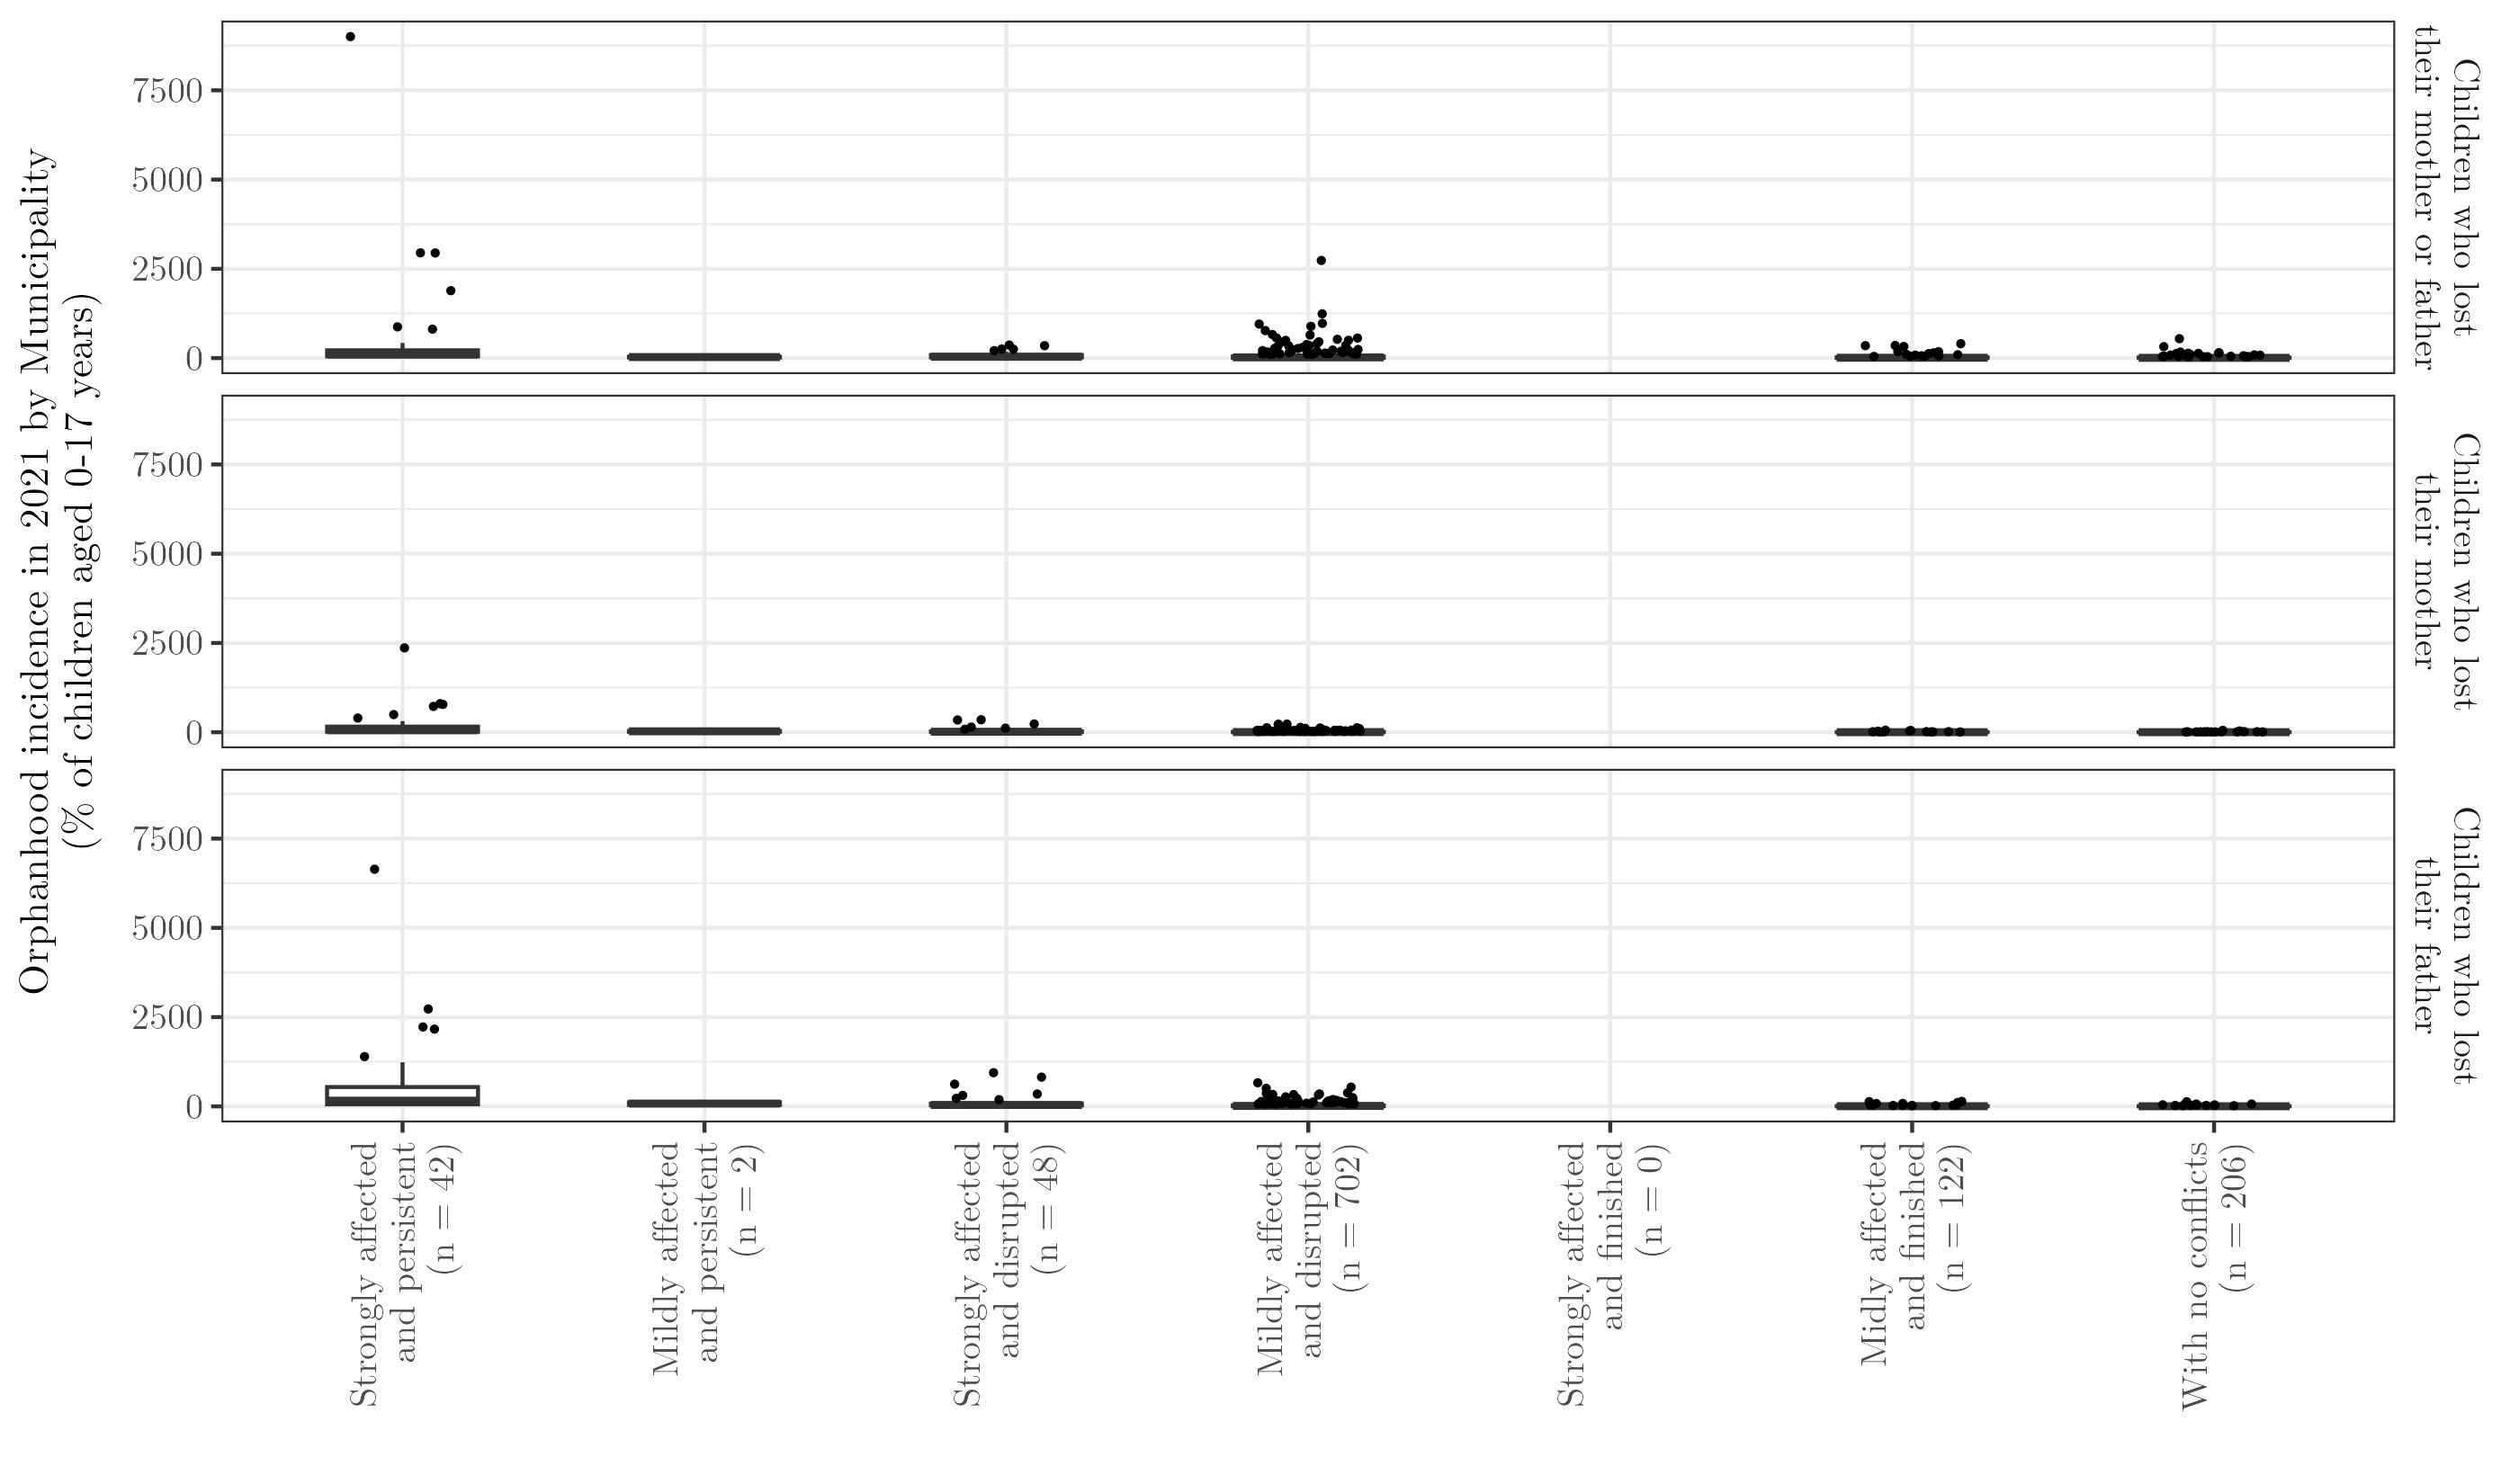 Orphanhood incidence in 2021 by Municipality
(% of children aged 0-17 years)
7500
5000
2500
0
Children who lost
their mother or father
7500
5000
2500
0
Children who lost
their mother
7500
5000
2500
0
Children who lost
their father
Strongly affected
and persistent
(n = 42)
Mildly affected
and persistent
(n = 2)
Strongly affected
and disrupted
(n = 48)
Mildly affected
and disrupted
(n = 702)
Strongly affected
and finished
(n = 0)
Midly affected
and finished
(n = 122)
With no conflicts
(n = 206)